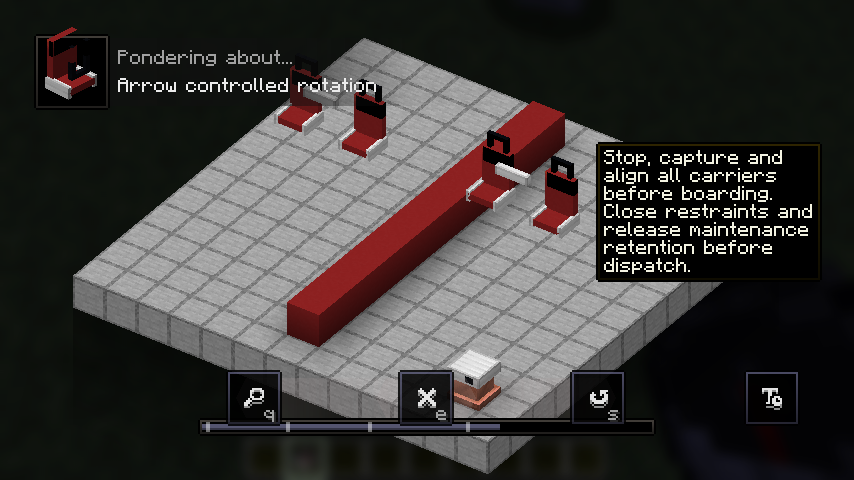 Pondering about...
Arrow controlled rotation
Stop, capture and
align all carriers
before boarding.
Close restraints and
release maintenance
retention before
dispatch.
q
e
s
T